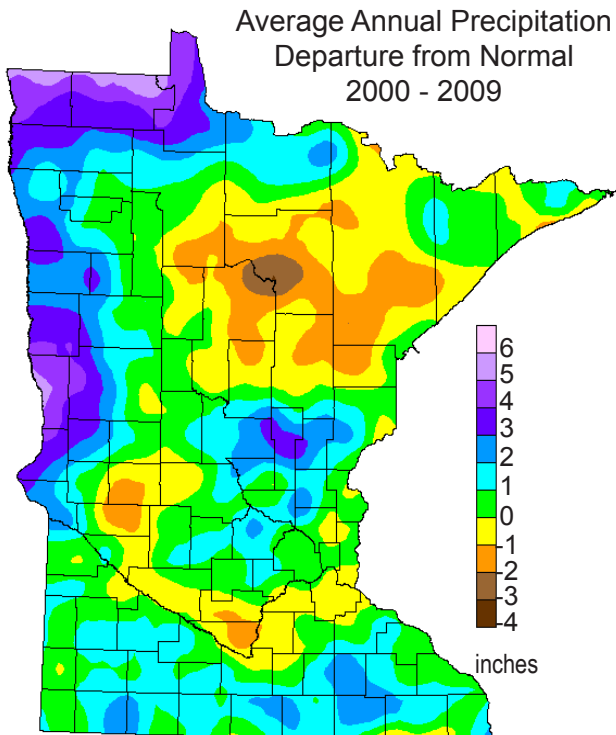 Average Annual Precipitation
Departure from Normal
2000 - 2009
6
5
4
3
2
1
0
-1
-2
-3
-4
inches